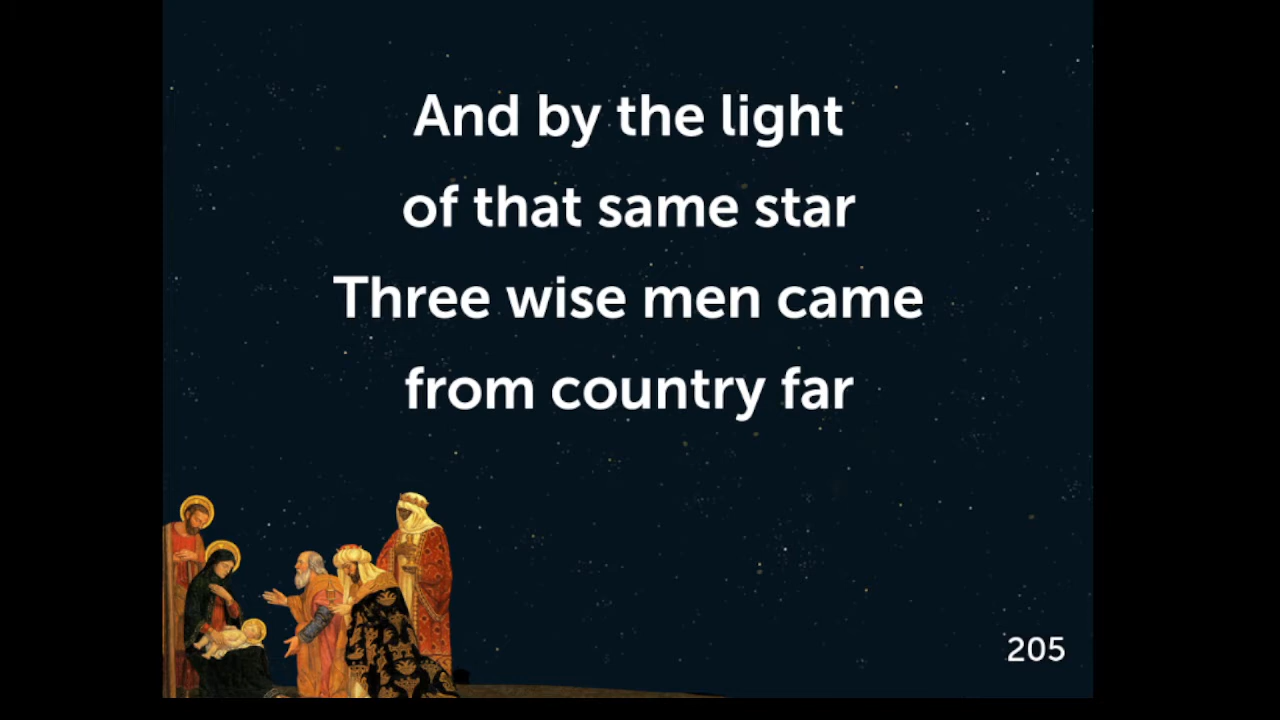 And by the light
of that same star
Three wise men came
from country far
205